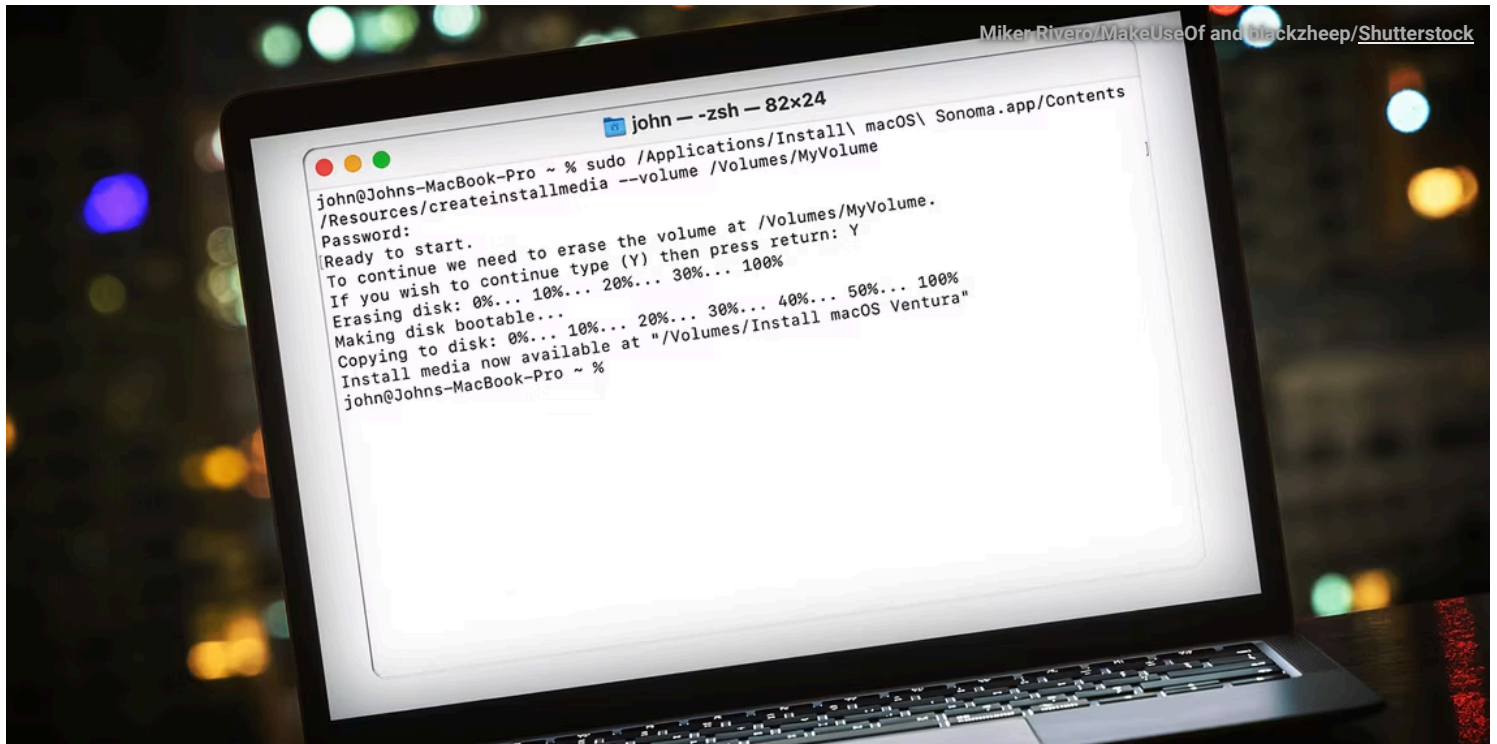 Miker Rivero/MakeUseOf and blackzheep/Shutterstock
john — -zsh — 82×24
john@Johns-MacBook-Pro ~ % sudo /Applications/Install\ macOS\ Sonoma.app/Contents
/Resources/createinstallmedia --volume /Volumes/MyVolume
Password:
Ready to start.
To continue we need to erase the volume at /Volumes/MyVolume.
If you wish to continue type (Y) then press return: Y
Erasing disk: 0%... 10%... 20%... 30%... 100%
Making disk bootable...
Copying to disk: 0%... 10%... 20%... 30%... 40%... 50%... 100%
Install media now available at "/Volumes/Install macOS Ventura"
john@Johns-MacBook-Pro ~ %